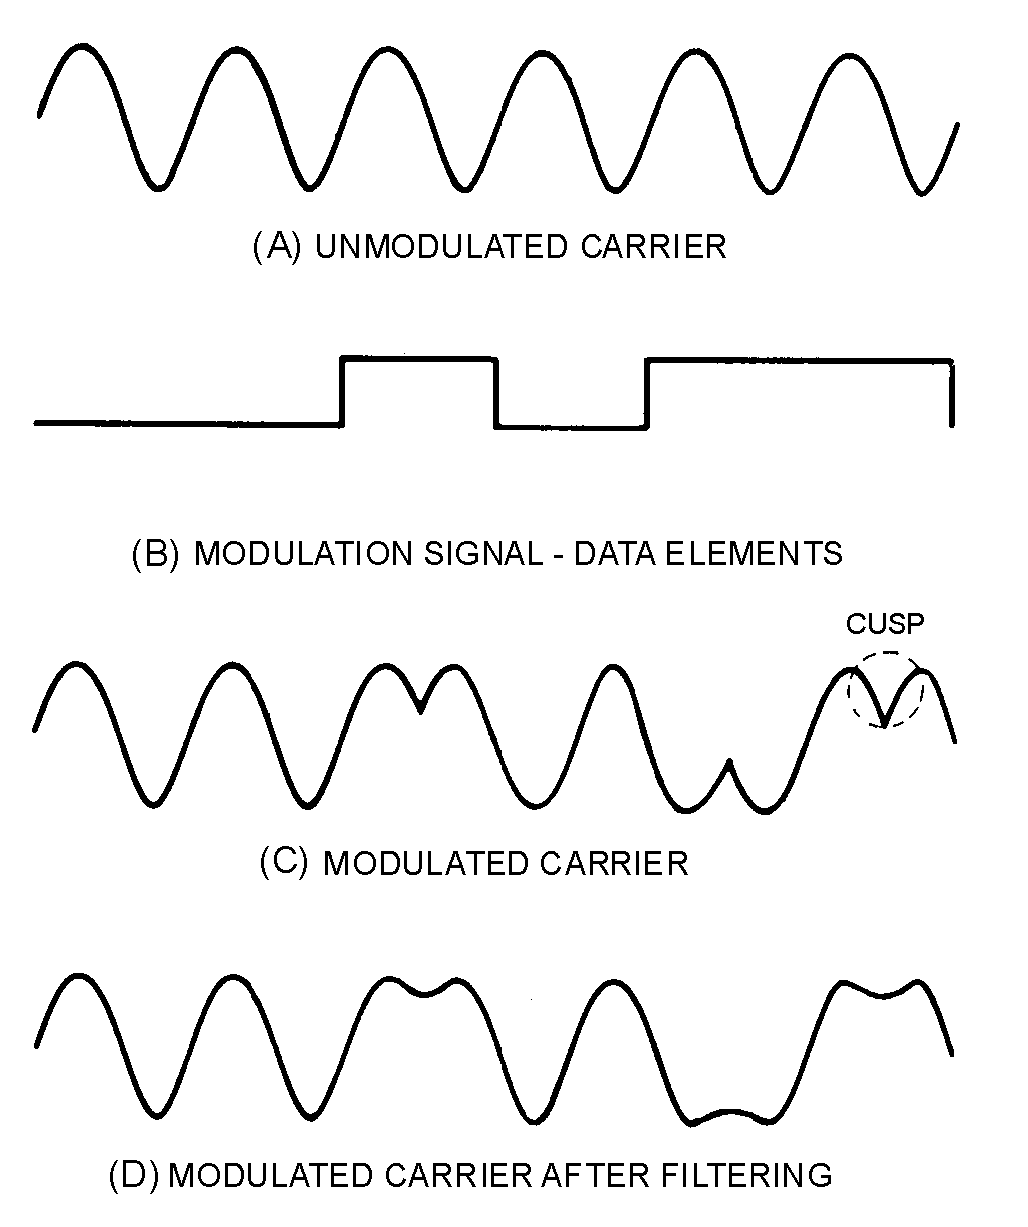 (A) UNMODULATED CARRIER
(B) MODULATION SIGNAL - DATA ELEMENTS
CUSP
(C) MODULATED CARRIER
(D) MODULATED CARRIER AFTER FILTERING